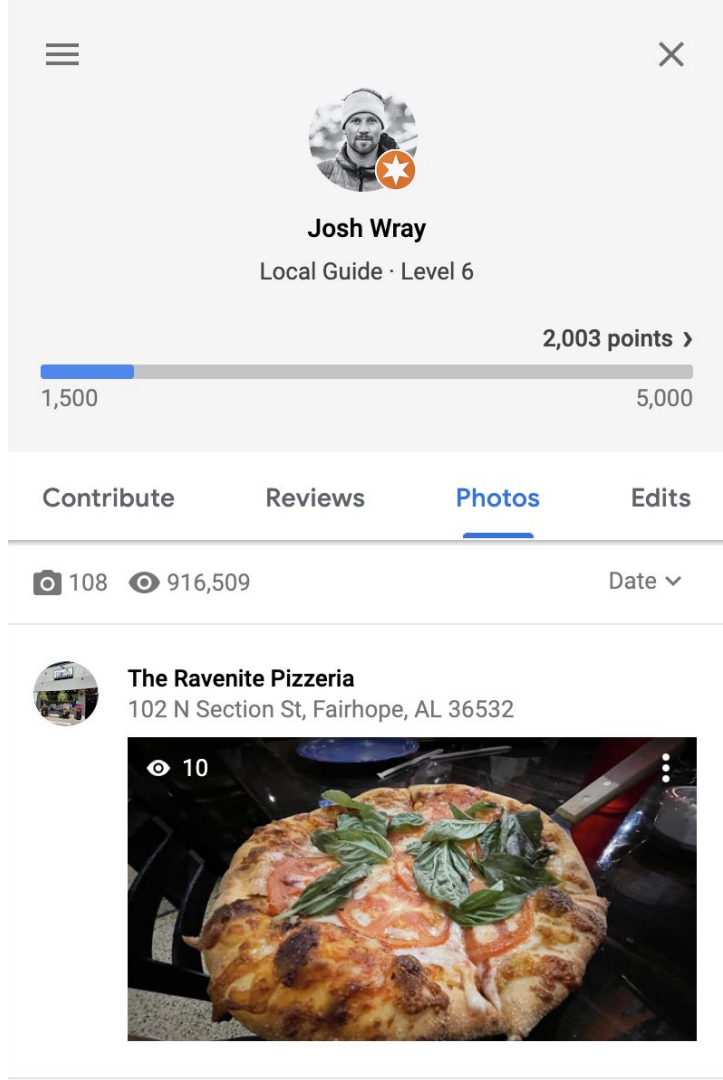 Josh Wray
Local Guide · Level 6
2,003 points ›
1,500 5,000
Contribute Reviews Photos Edits
108 916,509 Date
The Ravenite Pizzeria
102 N Section St, Fairhope, AL 36532
10